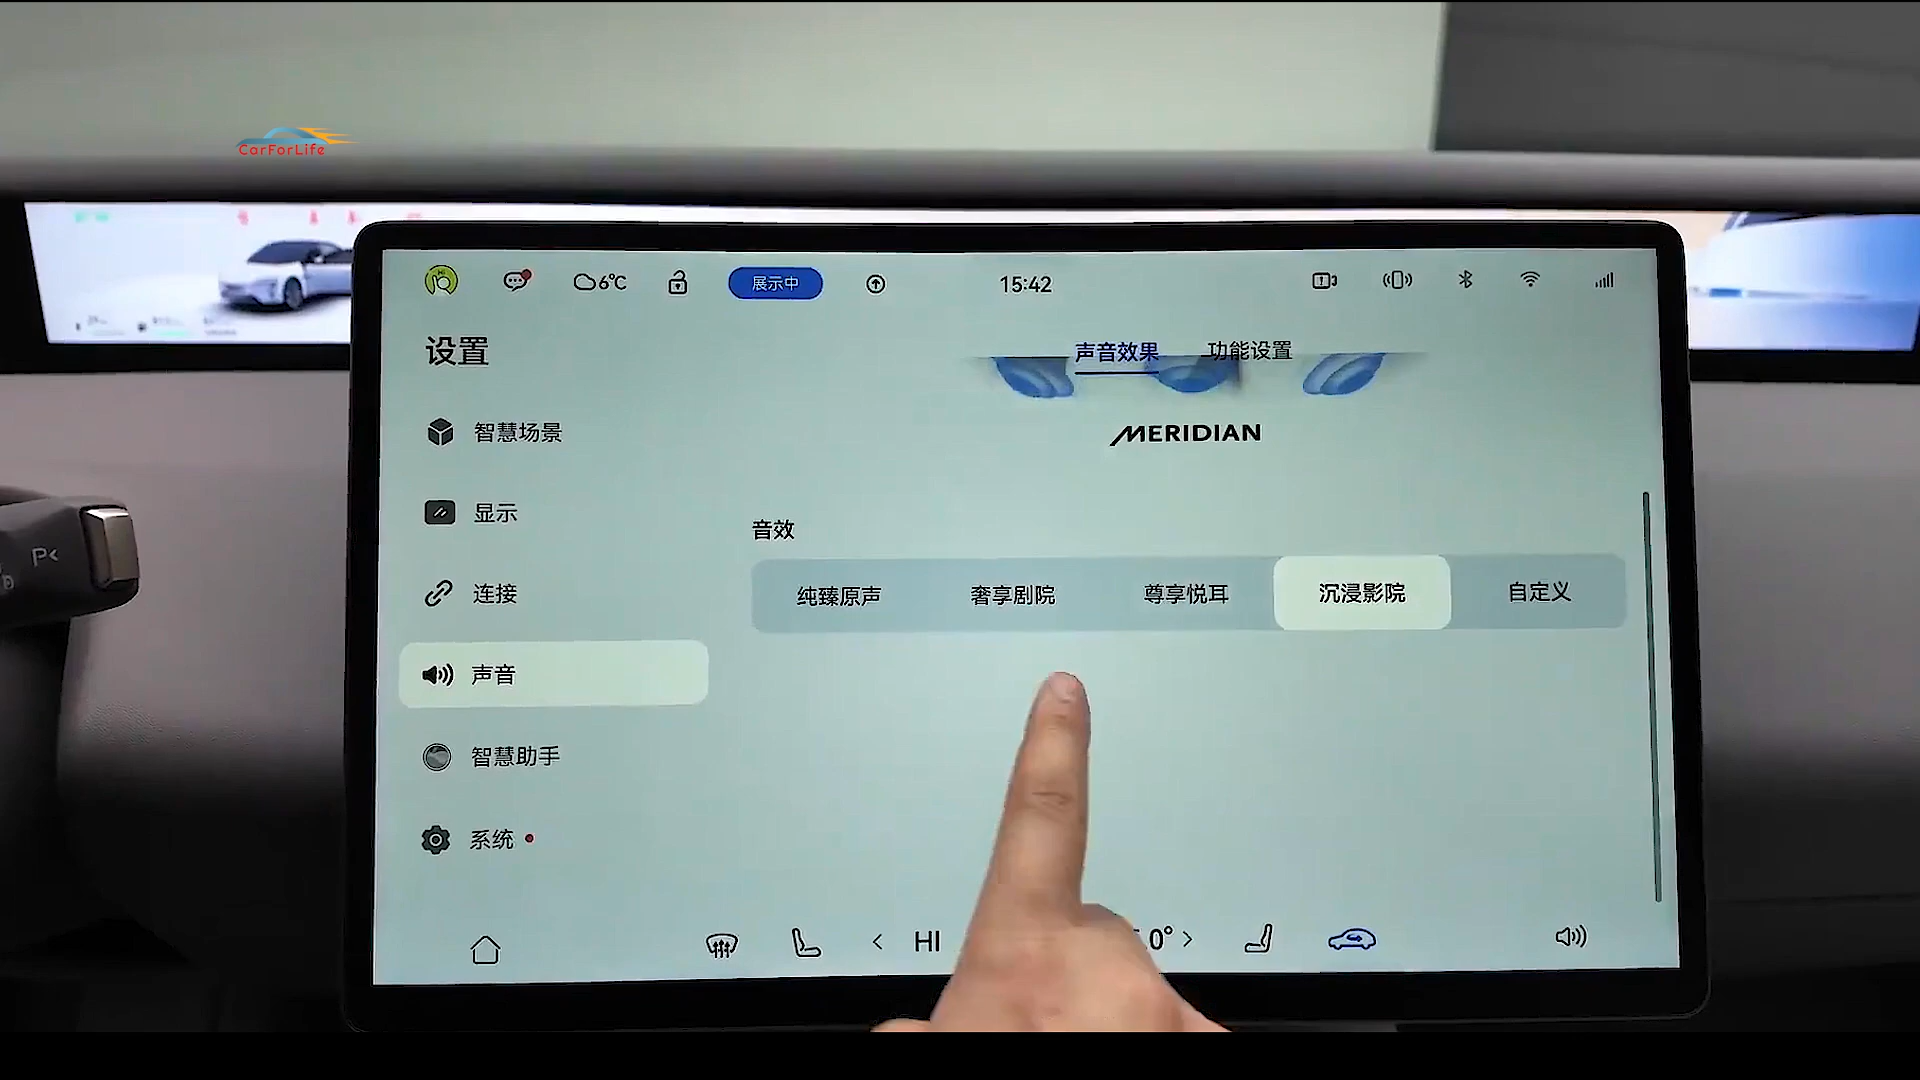 CarForLife
6℃
展示中
15:42
设置
声音效果 功能设置
智慧场景
MERIDIAN
显示
音效
连接
纯臻原声 奢享剧院 尊享悦耳 沉浸影院 自定义
声音
智慧助手
系统
HI
.0°
P<